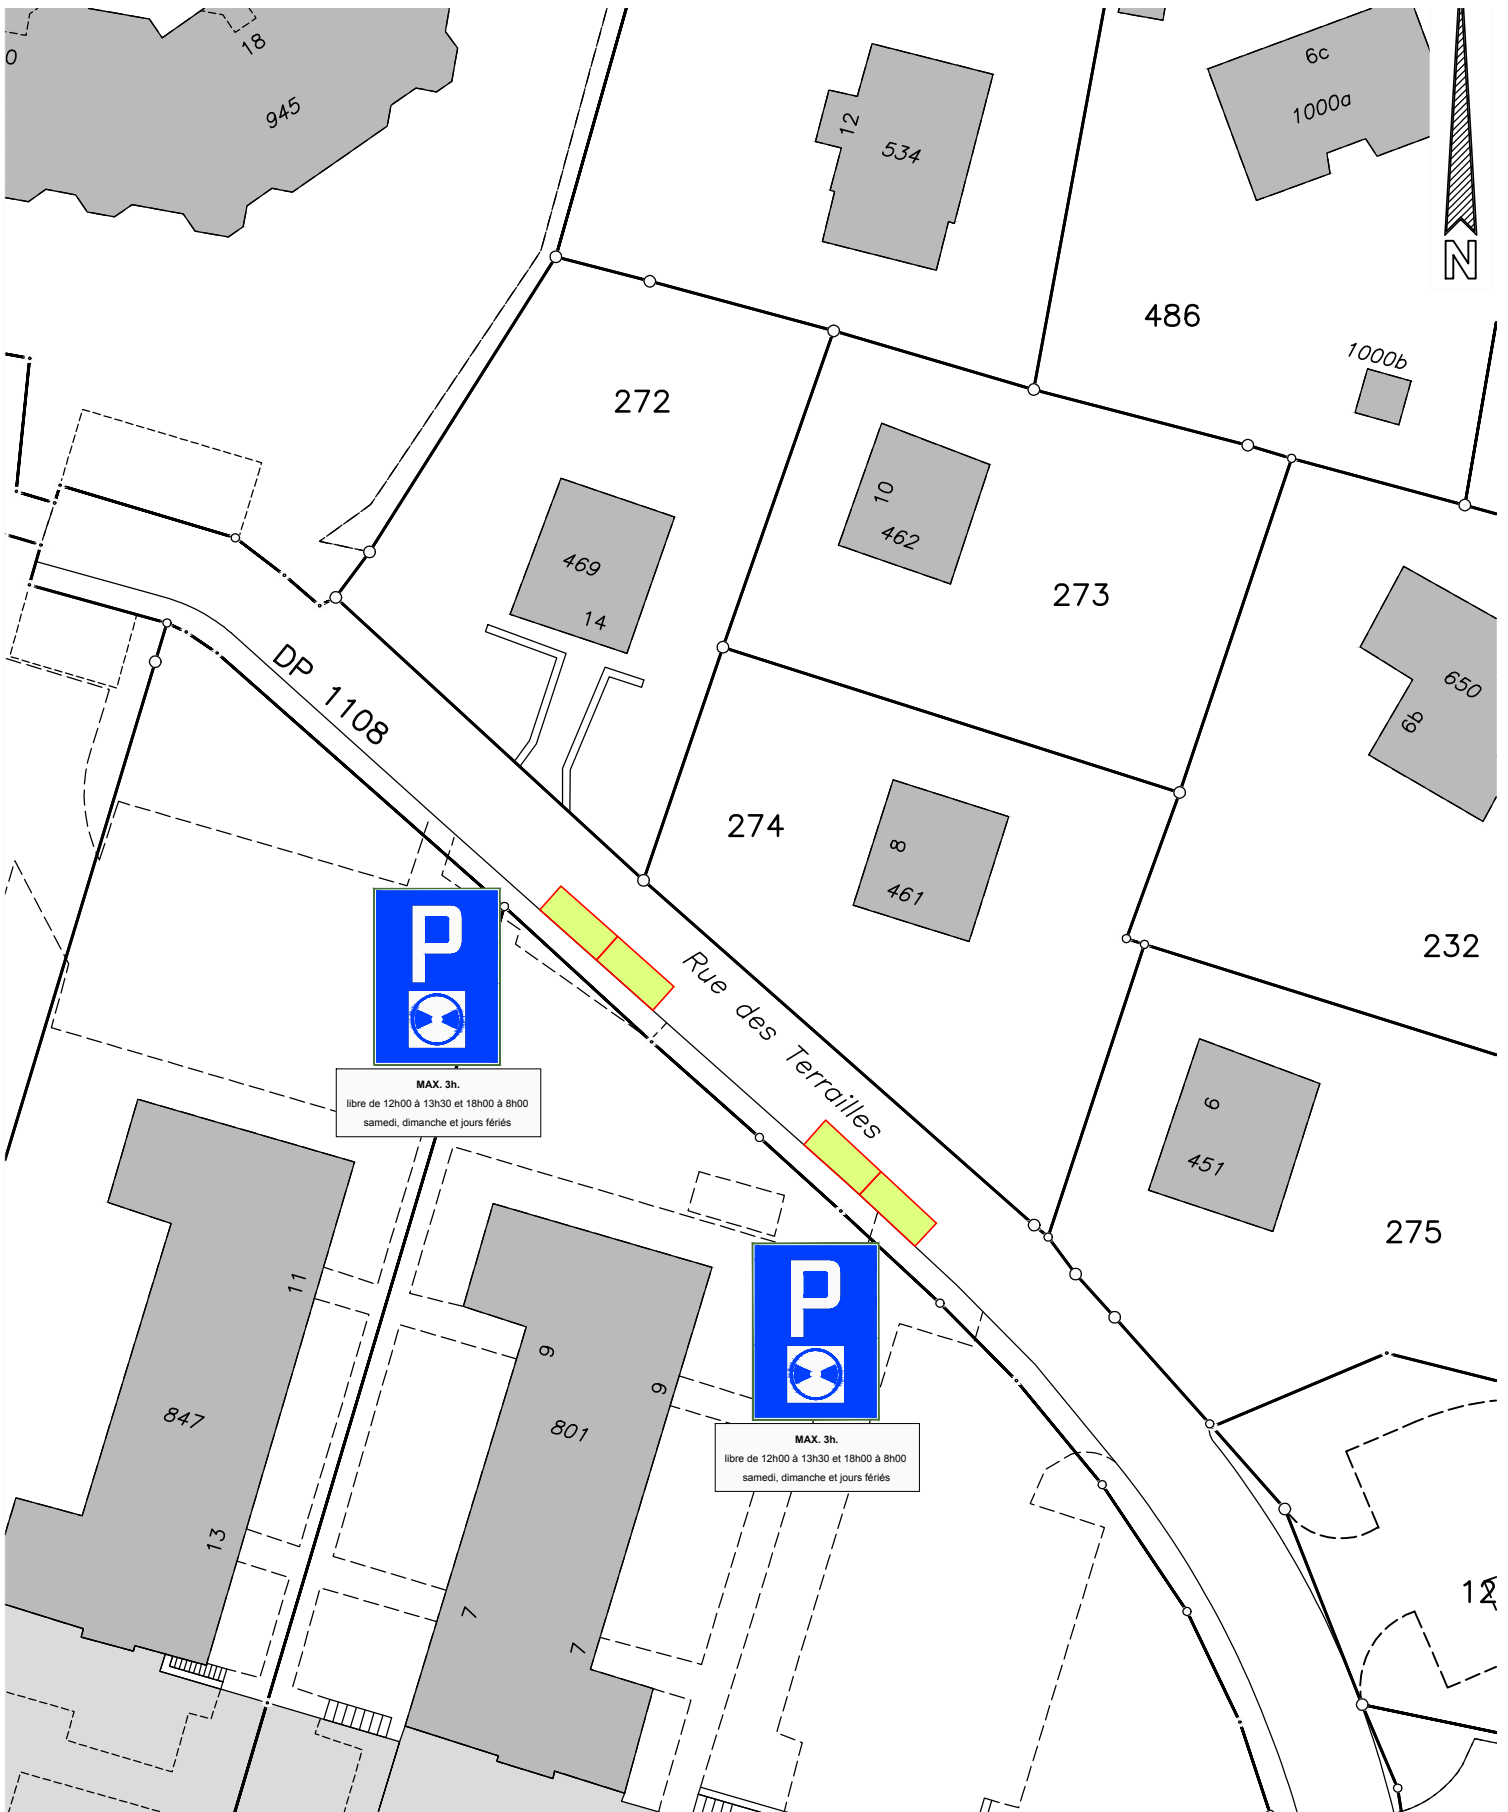 18
0
945
6c
1000a
12
534
N
486
1000b
272
10
462
273
469
14
650
6b
DP 1108
274
8
461
232
P
Rue des Terrailles
MAX. 3h.
libre de 12h00 à 13h30 et 18h00 à 8h00
samedi, dimanche et jours fériés
6
451
275
11
P
9
9
847
801
MAX. 3h.
libre de 12h00 à 13h30 et 18h00 à 8h00
samedi, dimanche et jours fériés
13
7
7
12